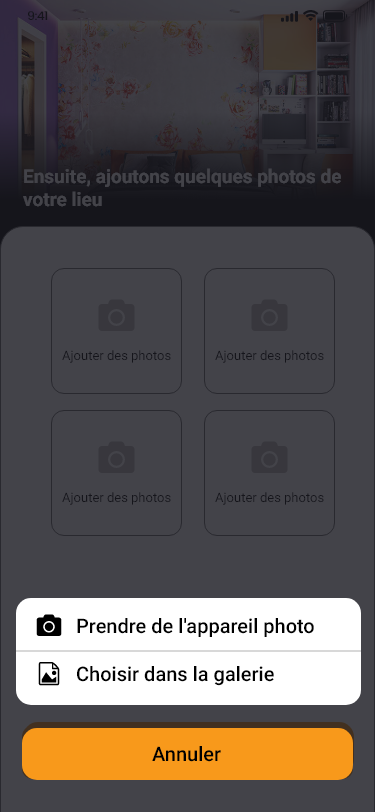 9:41
Ensuite, ajoutons quelques photos de
votre lieu
Ajouter des photos
Ajouter des photos
Ajouter des photos
Ajouter des photos
Prendre de l'appareil photo
Choisir dans la galerie
Annuler